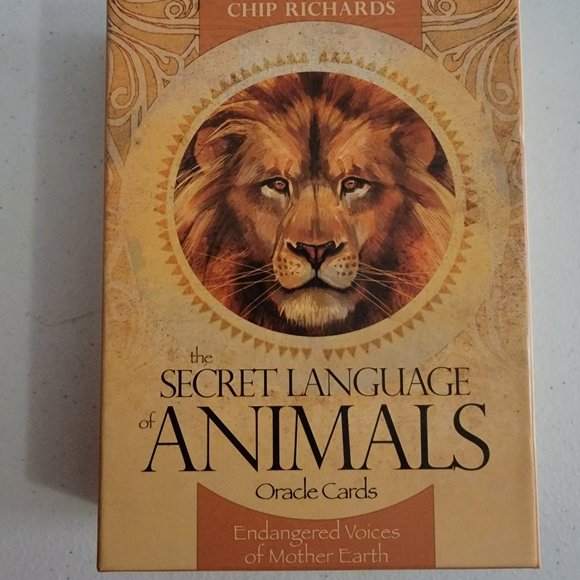 CHIP RICHARDS
the
SECRET LANGUAGE
of ANIMALS
Oracle Cards
Endangered Voices
of Mother Earth